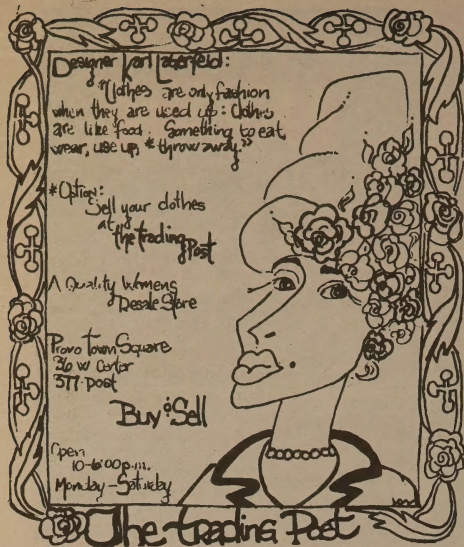 Designer Karl Lagerfeld:
"Clothes are only fashion
when they are used up: Clothes
are like food. Something to eat,
wear, use up, * throw away."
*Option:
Sell your clothes
at the trading Post
A Quality Womens
Resale Store
Provo Town Square
36 W Center
377-post
Buy & Sell
Open
10-6:00 p.m.
Monday-Saturday
The trading Post